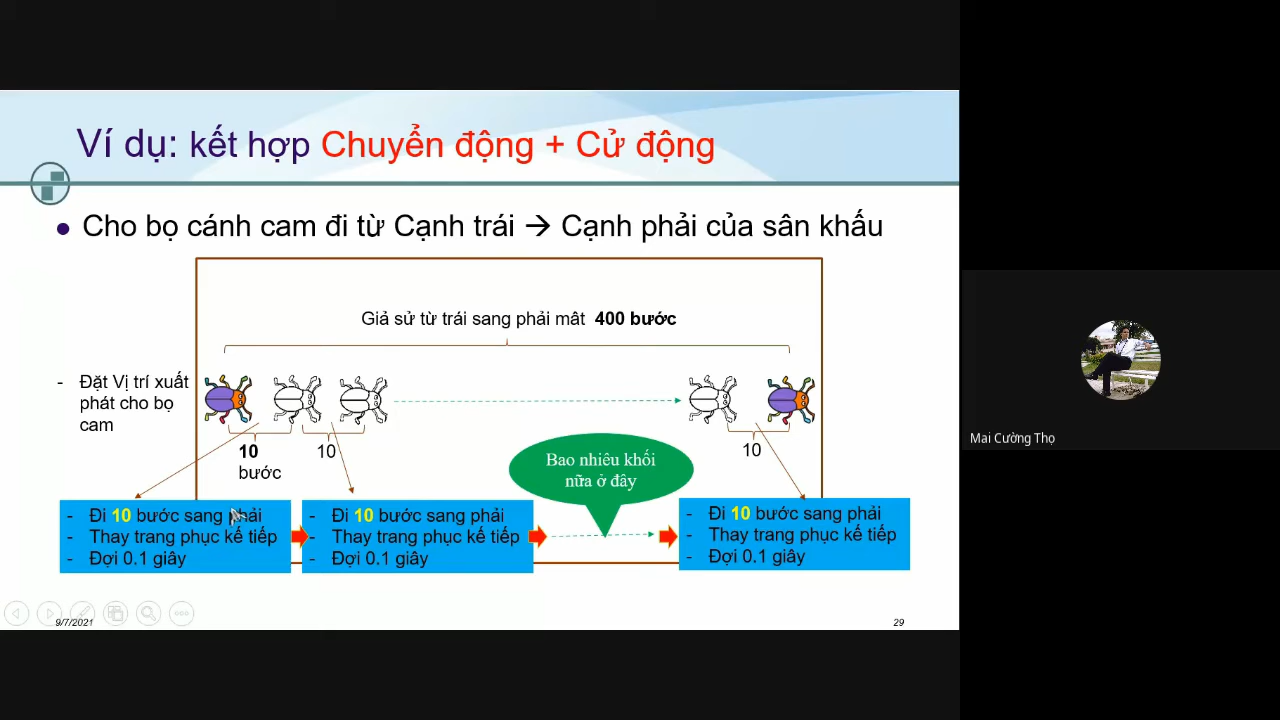 Ví dụ: kết hợp Chuyển động + Cử động
● Cho bọ cánh cam đi từ Cạnh trái → Cạnh phải của sân khấu
Giả sử từ trái sang phải mât 400 bước
- Đặt Vị trí xuất
phát cho bọ
cam
10
bước
10
10
Bao nhiêu khối
nữa ở đây
- Đi 10 bước sang phải
- Thay trang phục kế tiếp
- Đợi 0.1 giây
- Đi 10 bước sang phải
- Thay trang phục kế tiếp
- Đợi 0.1 giây
- Đi 10 bước sang phải
- Thay trang phục kế tiếp
- Đợi 0.1 giây
9/7/2021
29
Mai Cường Thọ